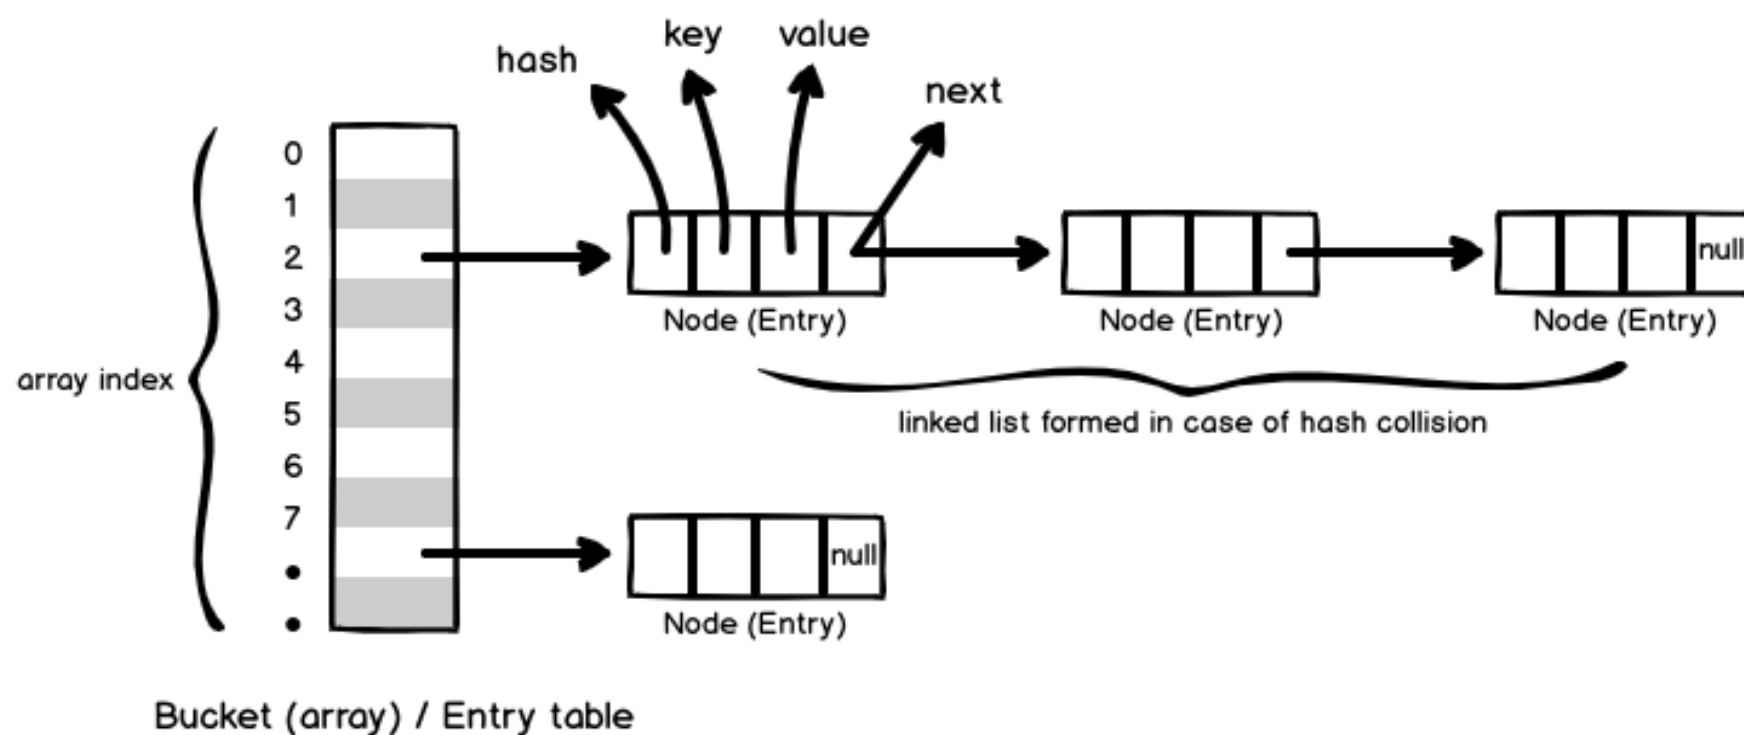 key
value
hash
next
0
1
2
3
4
5
6
7
•
•
array index
null
Node (Entry)
Node (Entry)
Node (Entry)
linked list formed in case of hash collision
null
Node (Entry)
Bucket (array) / Entry table